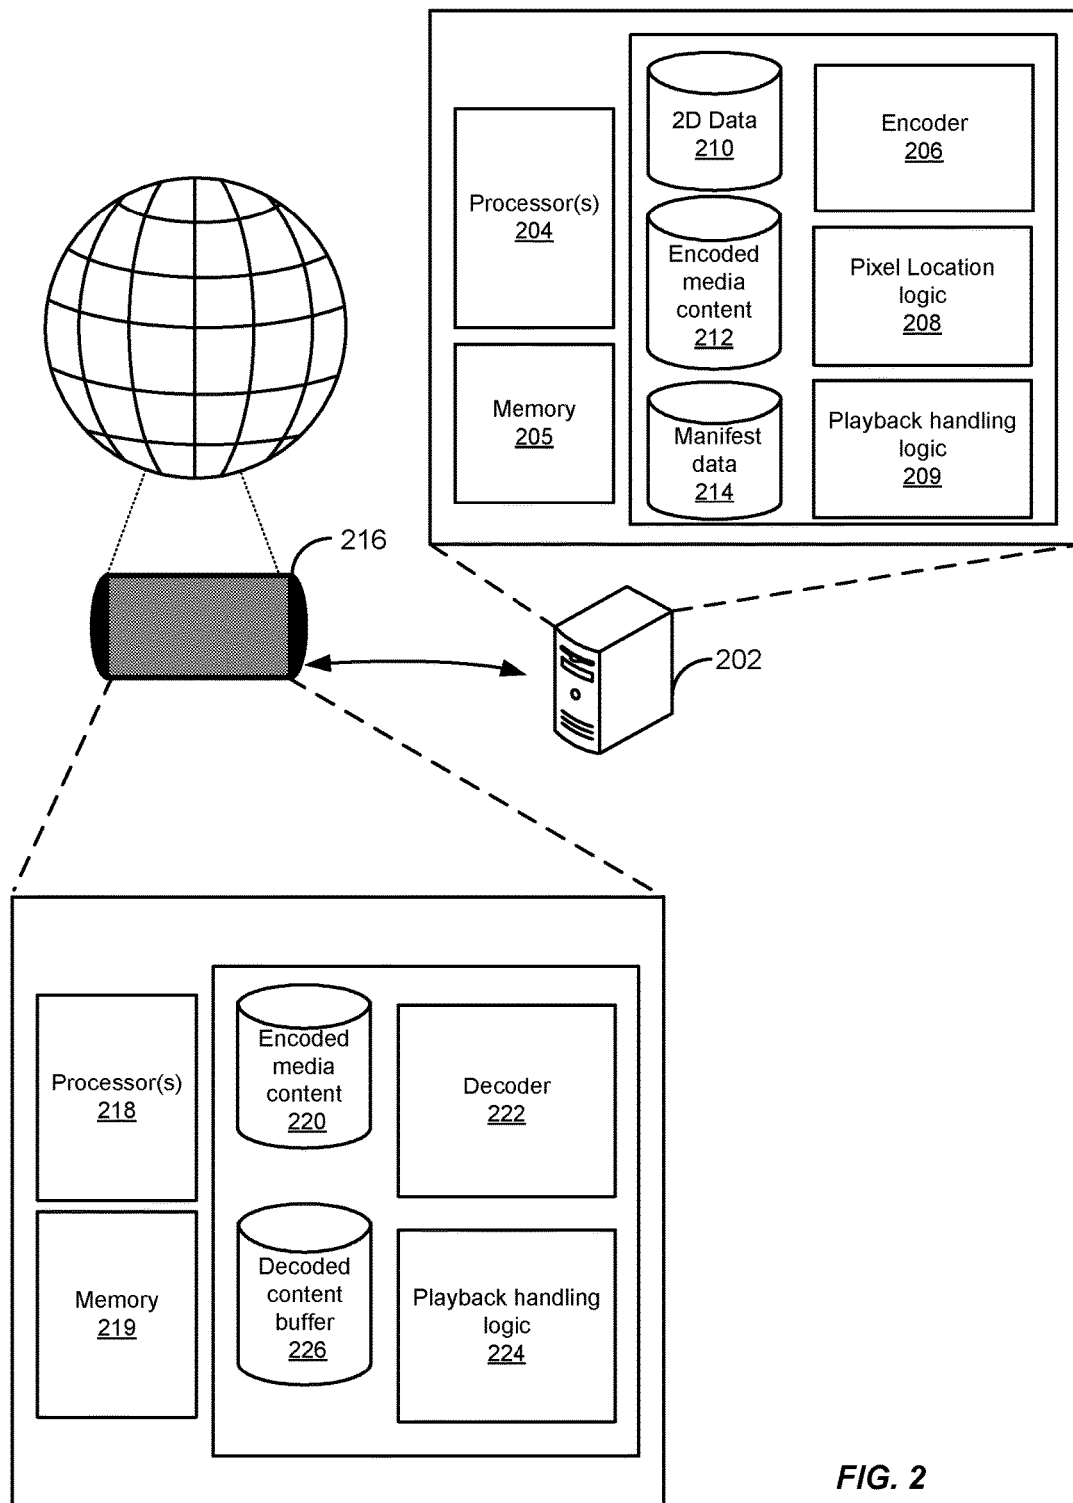 2D Data
210
Encoder
206
Processor(s)
204
Encoded
media
content
212
Pixel Location
logic
208
Memory
205
Manifest
data
214
Playback handling
logic
209
216
202
Processor(s)
218
Encoded
media
content
220
Decoder
222
Memory
219
Decoded
content
buffer
226
Playback handling
logic
224
FIG. 2